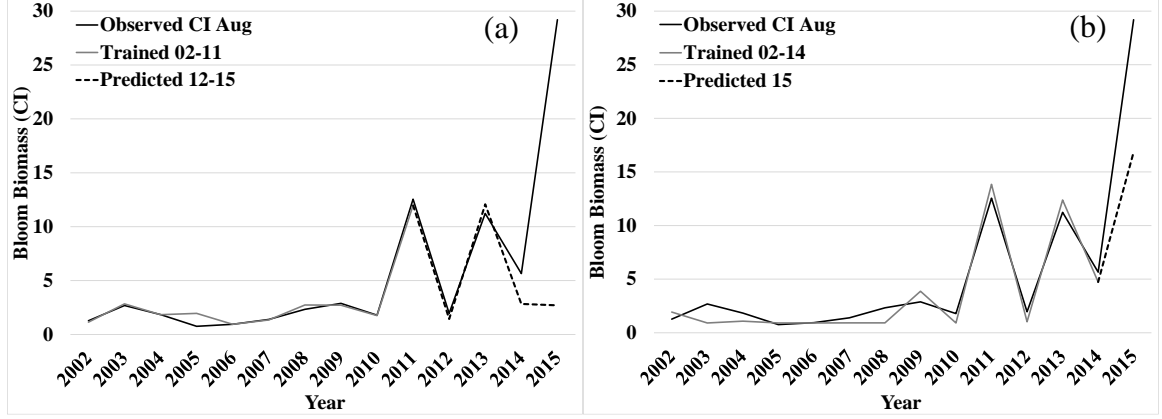 (a)
Observed CI Aug
Trained 02-11
Predicted 12-15
Bloom Biomass (CI)
30
25
20
15
10
5
0
2002 2003 2004 2005 2006 2007 2008 2009 2010 2011 2012 2013 2014 2015
Year
(b)
Observed CI Aug
Trained 02-14
Predicted 15
Bloom Biomass (CI)
30
25
20
15
10
5
0
2002 2003 2004 2005 2006 2007 2008 2009 2010 2011 2012 2013 2014 2015
Year